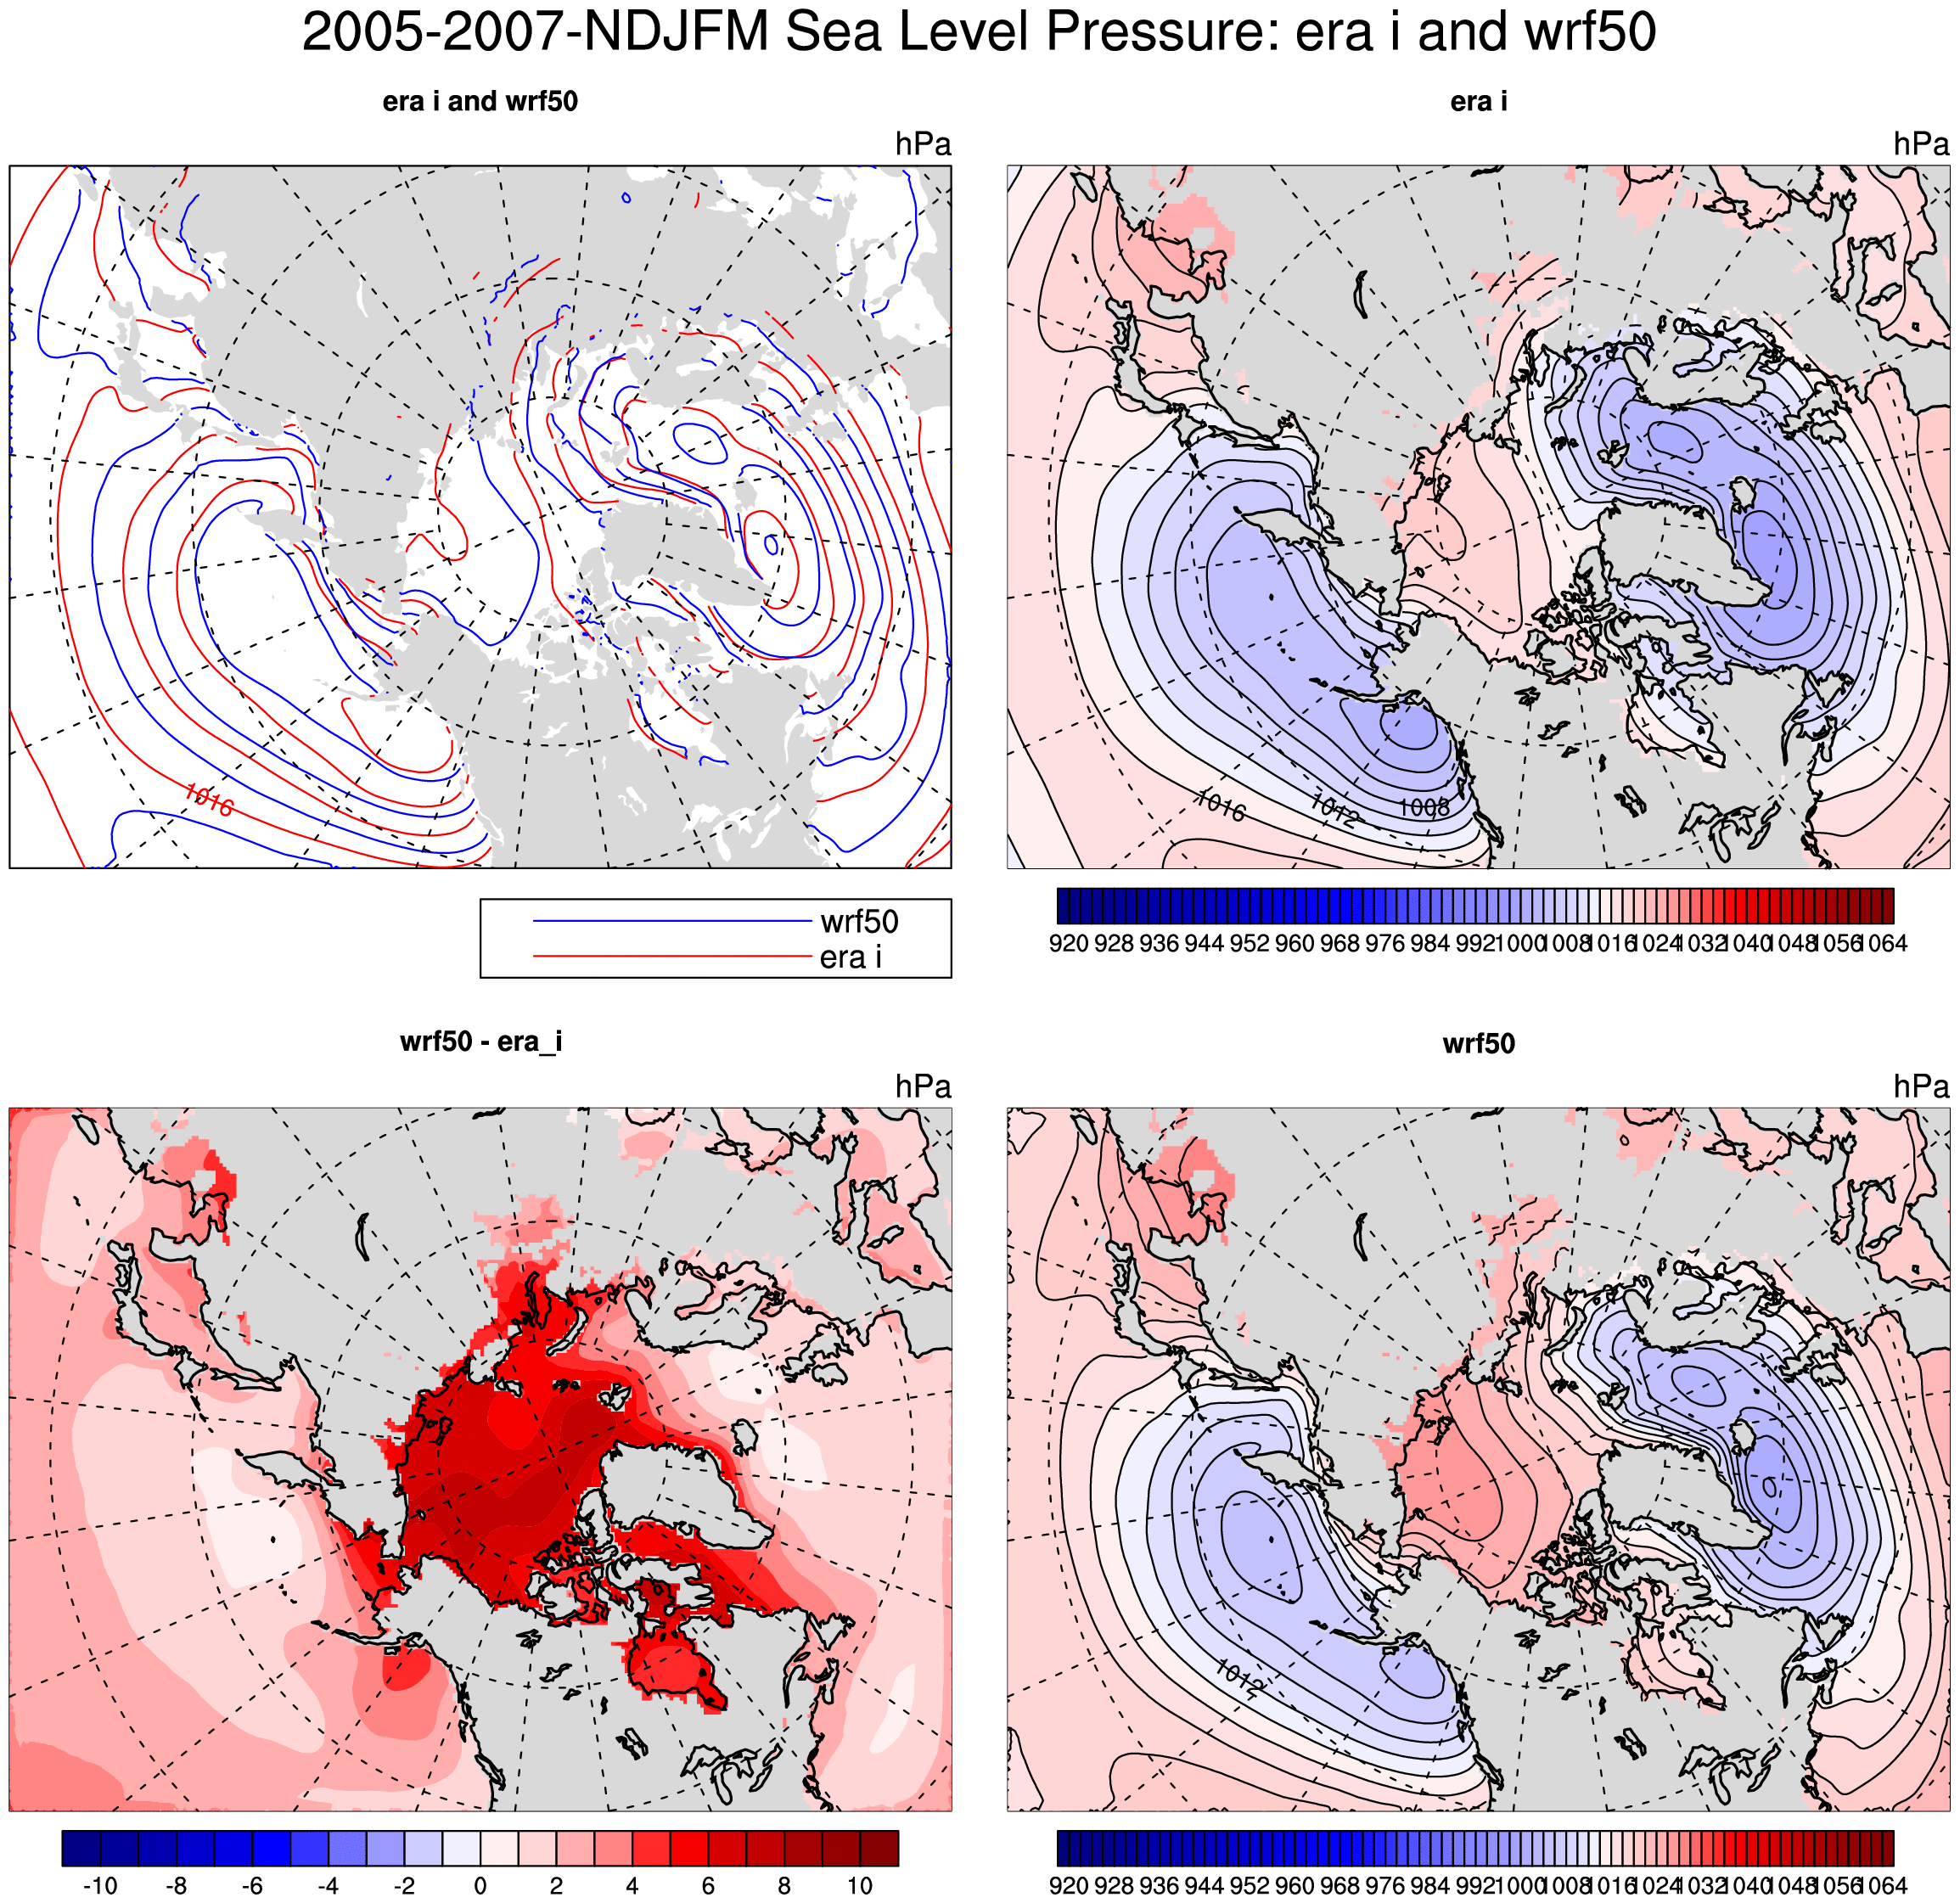 2005-2007-NDJFM Sea Level Pressure: era i and wrf50
era i and wrf50
hPa
1016
wrf50
era i
era i
hPa
1016
1012
1008
920 928 936 944 952 960 968 976 984 992 1000 1008 1016 1024 1032 1040 1048 1056 1064
wrf50 - era_i
hPa
-10 -8 -6 -4 -2 0 2 4 6 8 10
wrf50
hPa
1012
920 928 936 944 952 960 968 976 984 992 1000 1008 1016 1024 1032 1040 1048 1056 1064